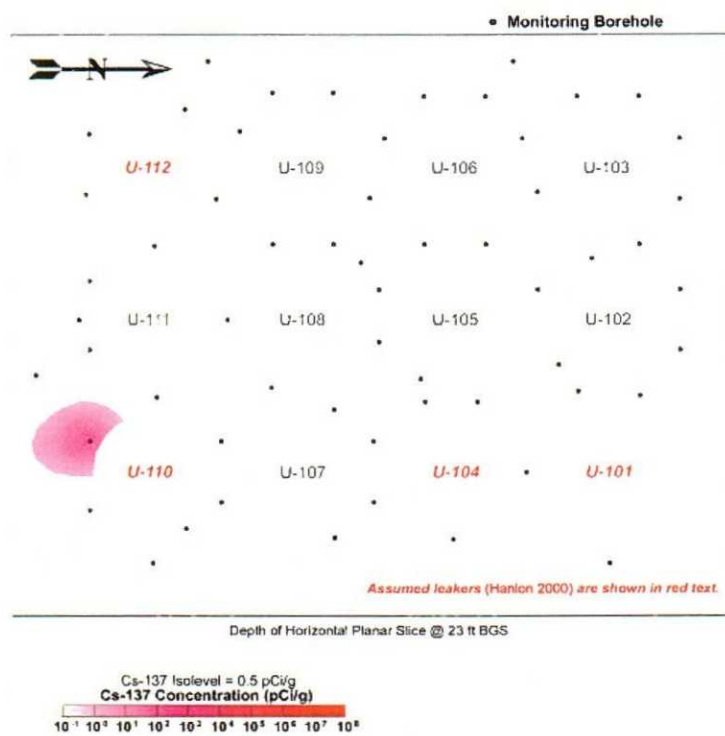 Monitoring Borehole
N
U-112 U-109 U-106 U-103
U-111 U-108 U-105 U-102
U-110 U-107 U-104 U-101
Assumed leakers (Hanlon 2000) are shown in red text.
Depth of Horizontal Planar Slice @ 23 ft BGS
Cs-137 Isolevel = 0.5 pCi/g
Cs-137 Concentration (pCi/g)
10⁻¹ 10⁰ 10¹ 10² 10³ 10⁴ 10⁵ 10⁶ 10⁷ 10⁸